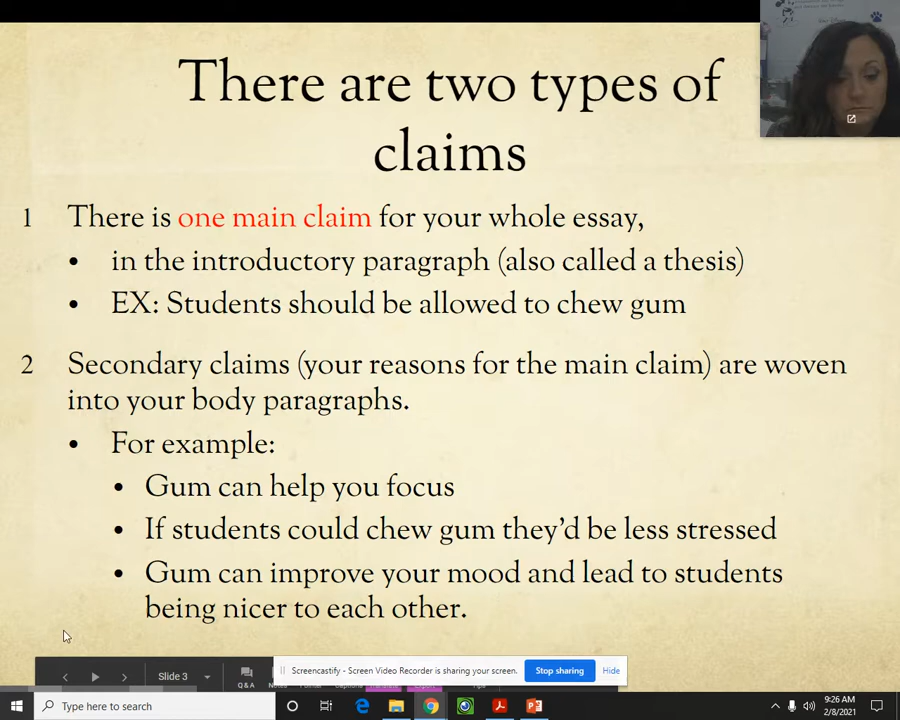 There are two types of
claims
1 There is one main claim for your whole essay,
• in the introductory paragraph (also called a thesis)
• EX: Students should be allowed to chew gum
2 Secondary claims (your reasons for the main claim) are woven
into your body paragraphs.
• For example:
• Gum can help you focus
• If students could chew gum they’d be less stressed
• Gum can improve your mood and lead to students
being nicer to each other.
Slide 3
Q&A
Screencastify - Screen Video Recorder is sharing your screen.
Stop sharing
Hide
Type here to search
9:26 AM
2/8/2021